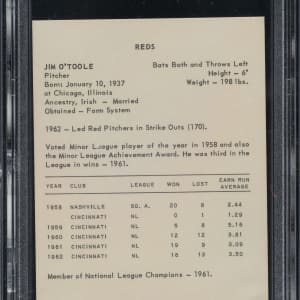 REDS
JIM O'TOOLE
Bats Both and Throws Left
Pitcher
Height - 6'
Born: January 10, 1937
Weight - 198 lbs.
at Chicago, Illinois
Ancestry, Irish - Married
Obtained - Farm System
1962 - Led Red Pitchers in Strike Outs (170).
Voted Minor League player of the year in 1958 and also
the Minor League Achievement Award. He was third in
the league in wins - 1961.
YEAR CLUB LEAGUE WON LOST EARN RUN AVERAGE
1958 NASHVILLE SO. A. 20 8 2.44
CINCINNATI NL 0 1 1.29
1959 CINCINNATI NL 5 8 5.16
1960 CINCINNATI NL 12 12 3.81
1961 CINCINNATI NL 19 9 3.09
1962 CINCINNATI NL 16 13 3.50
Member of National League Champions - 1961.